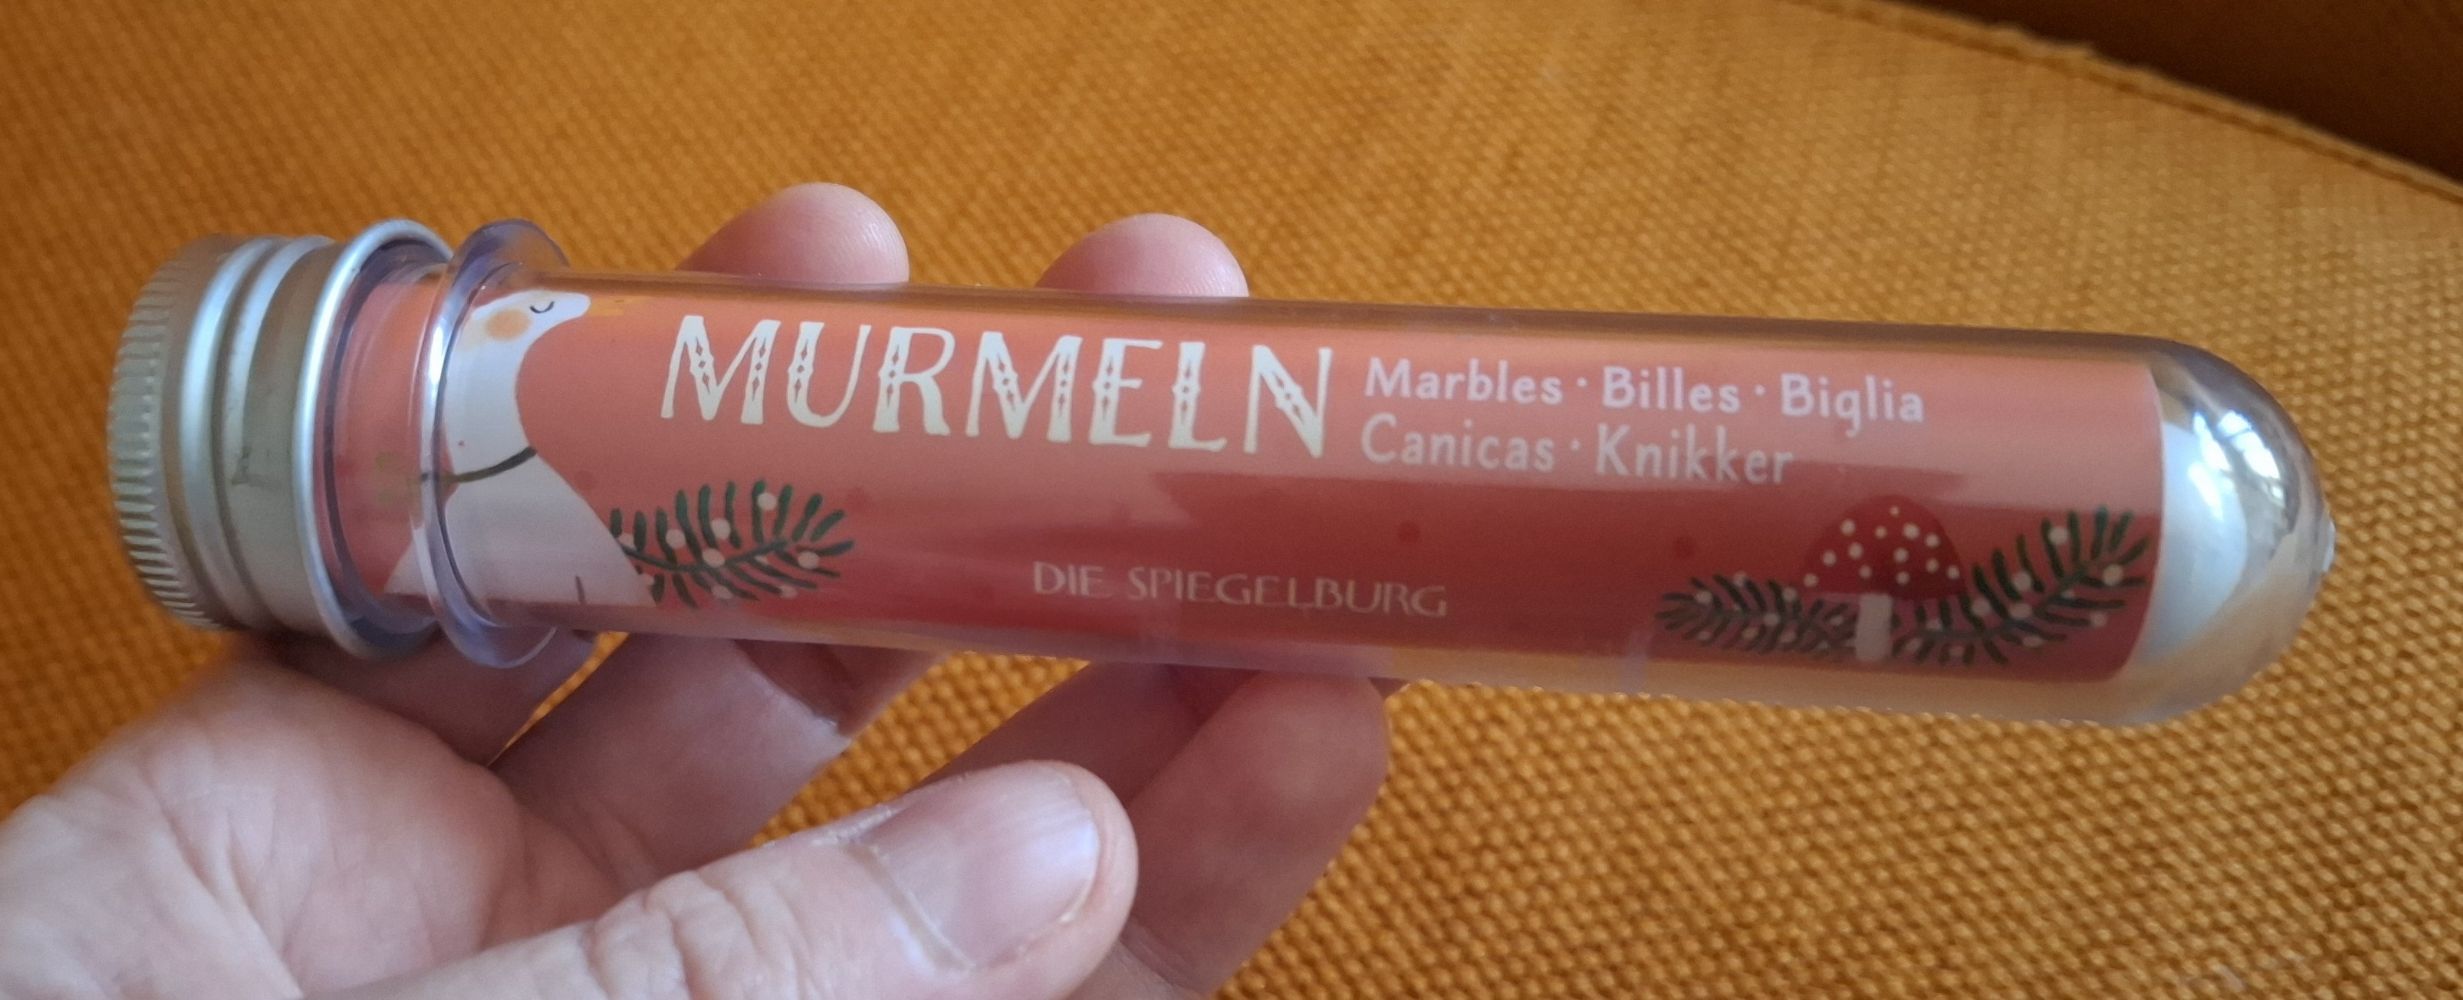 MURMELN
Marbles · Billes · Biglia
Canicas · Knikker
DIE SPIEGELBURG